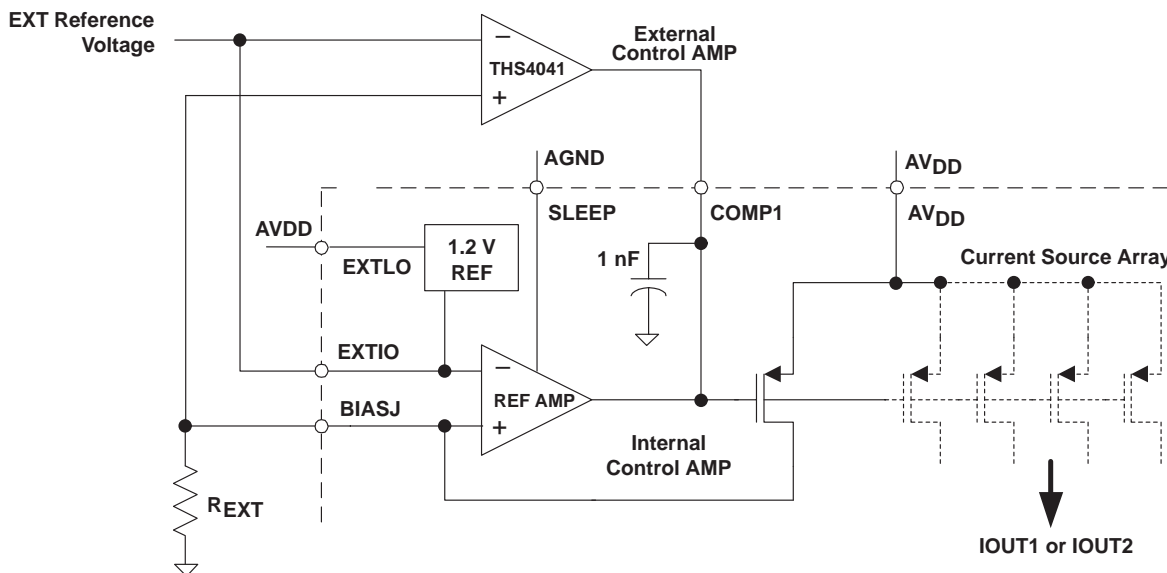 EXT Reference
Voltage
−
THS4041
+
External
Control AMP
AGND
SLEEP
COMP1
AVDD
AVDD
AVDD
EXTLO
1.2 V
REF
1 nF
Current Source Array
EXTIO
−
REF AMP
+
BIASJ
Internal
Control AMP
REXT
IOUT1 or IOUT2